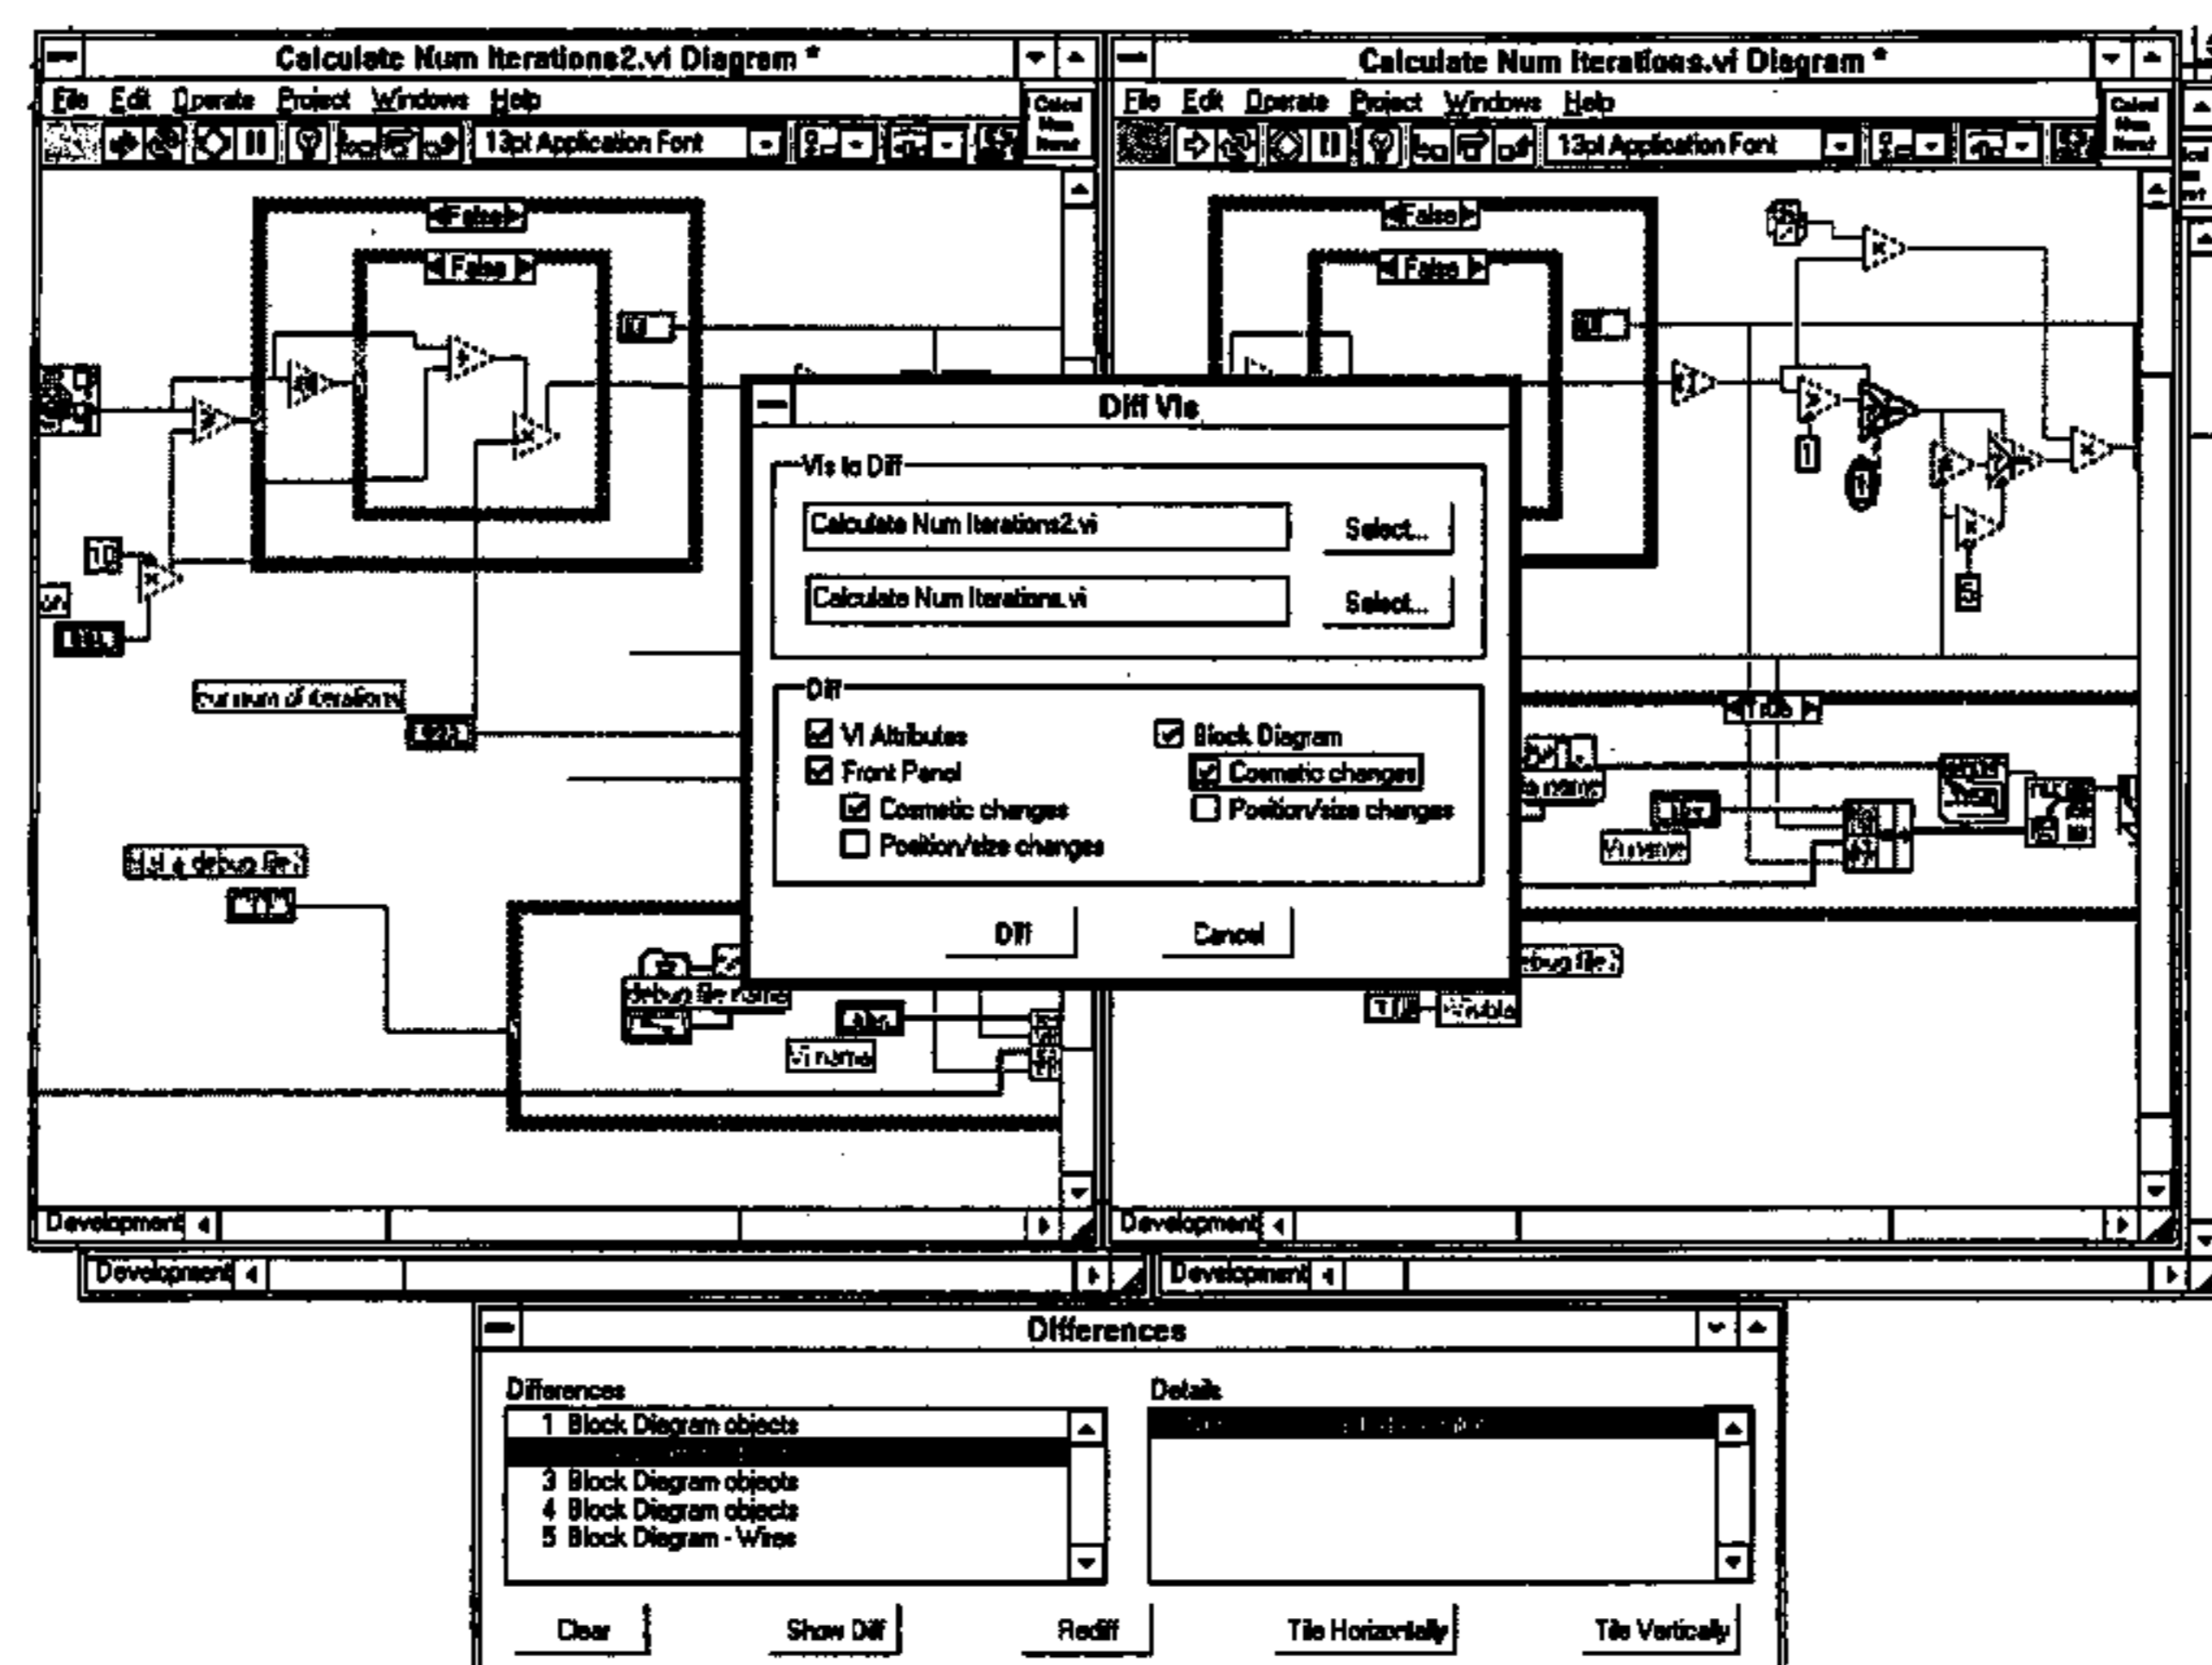 Calculate Num Iterations2.vi Diagram *
File Edit Operate Project Windows Help
13pt Application Font
False
False
10
num of iterations
debug file name
VI name
Development
Development
Calculate Num Iterations.vi Diagram *
File Edit Operate Project Windows Help
13pt Application Font
False
False
1
VI name
Development
Development
Diff VIs
VIs to Diff
Calculate Num Iterations2.vi
Select...
Calculate Num Iterations.vi
Select...
Diff
VI Attributes
Front Panel
Cosmetic changes
Position/size changes
Block Diagram
Cosmetic changes
Position/size changes
Diff
Cancel
Differences
Differences
1 Block Diagram objects
3 Block Diagram objects
4 Block Diagram objects
5 Block Diagram - Wires
Details
Clear
Show Diff
Rediff
Tile Horizontally
Tile Vertically